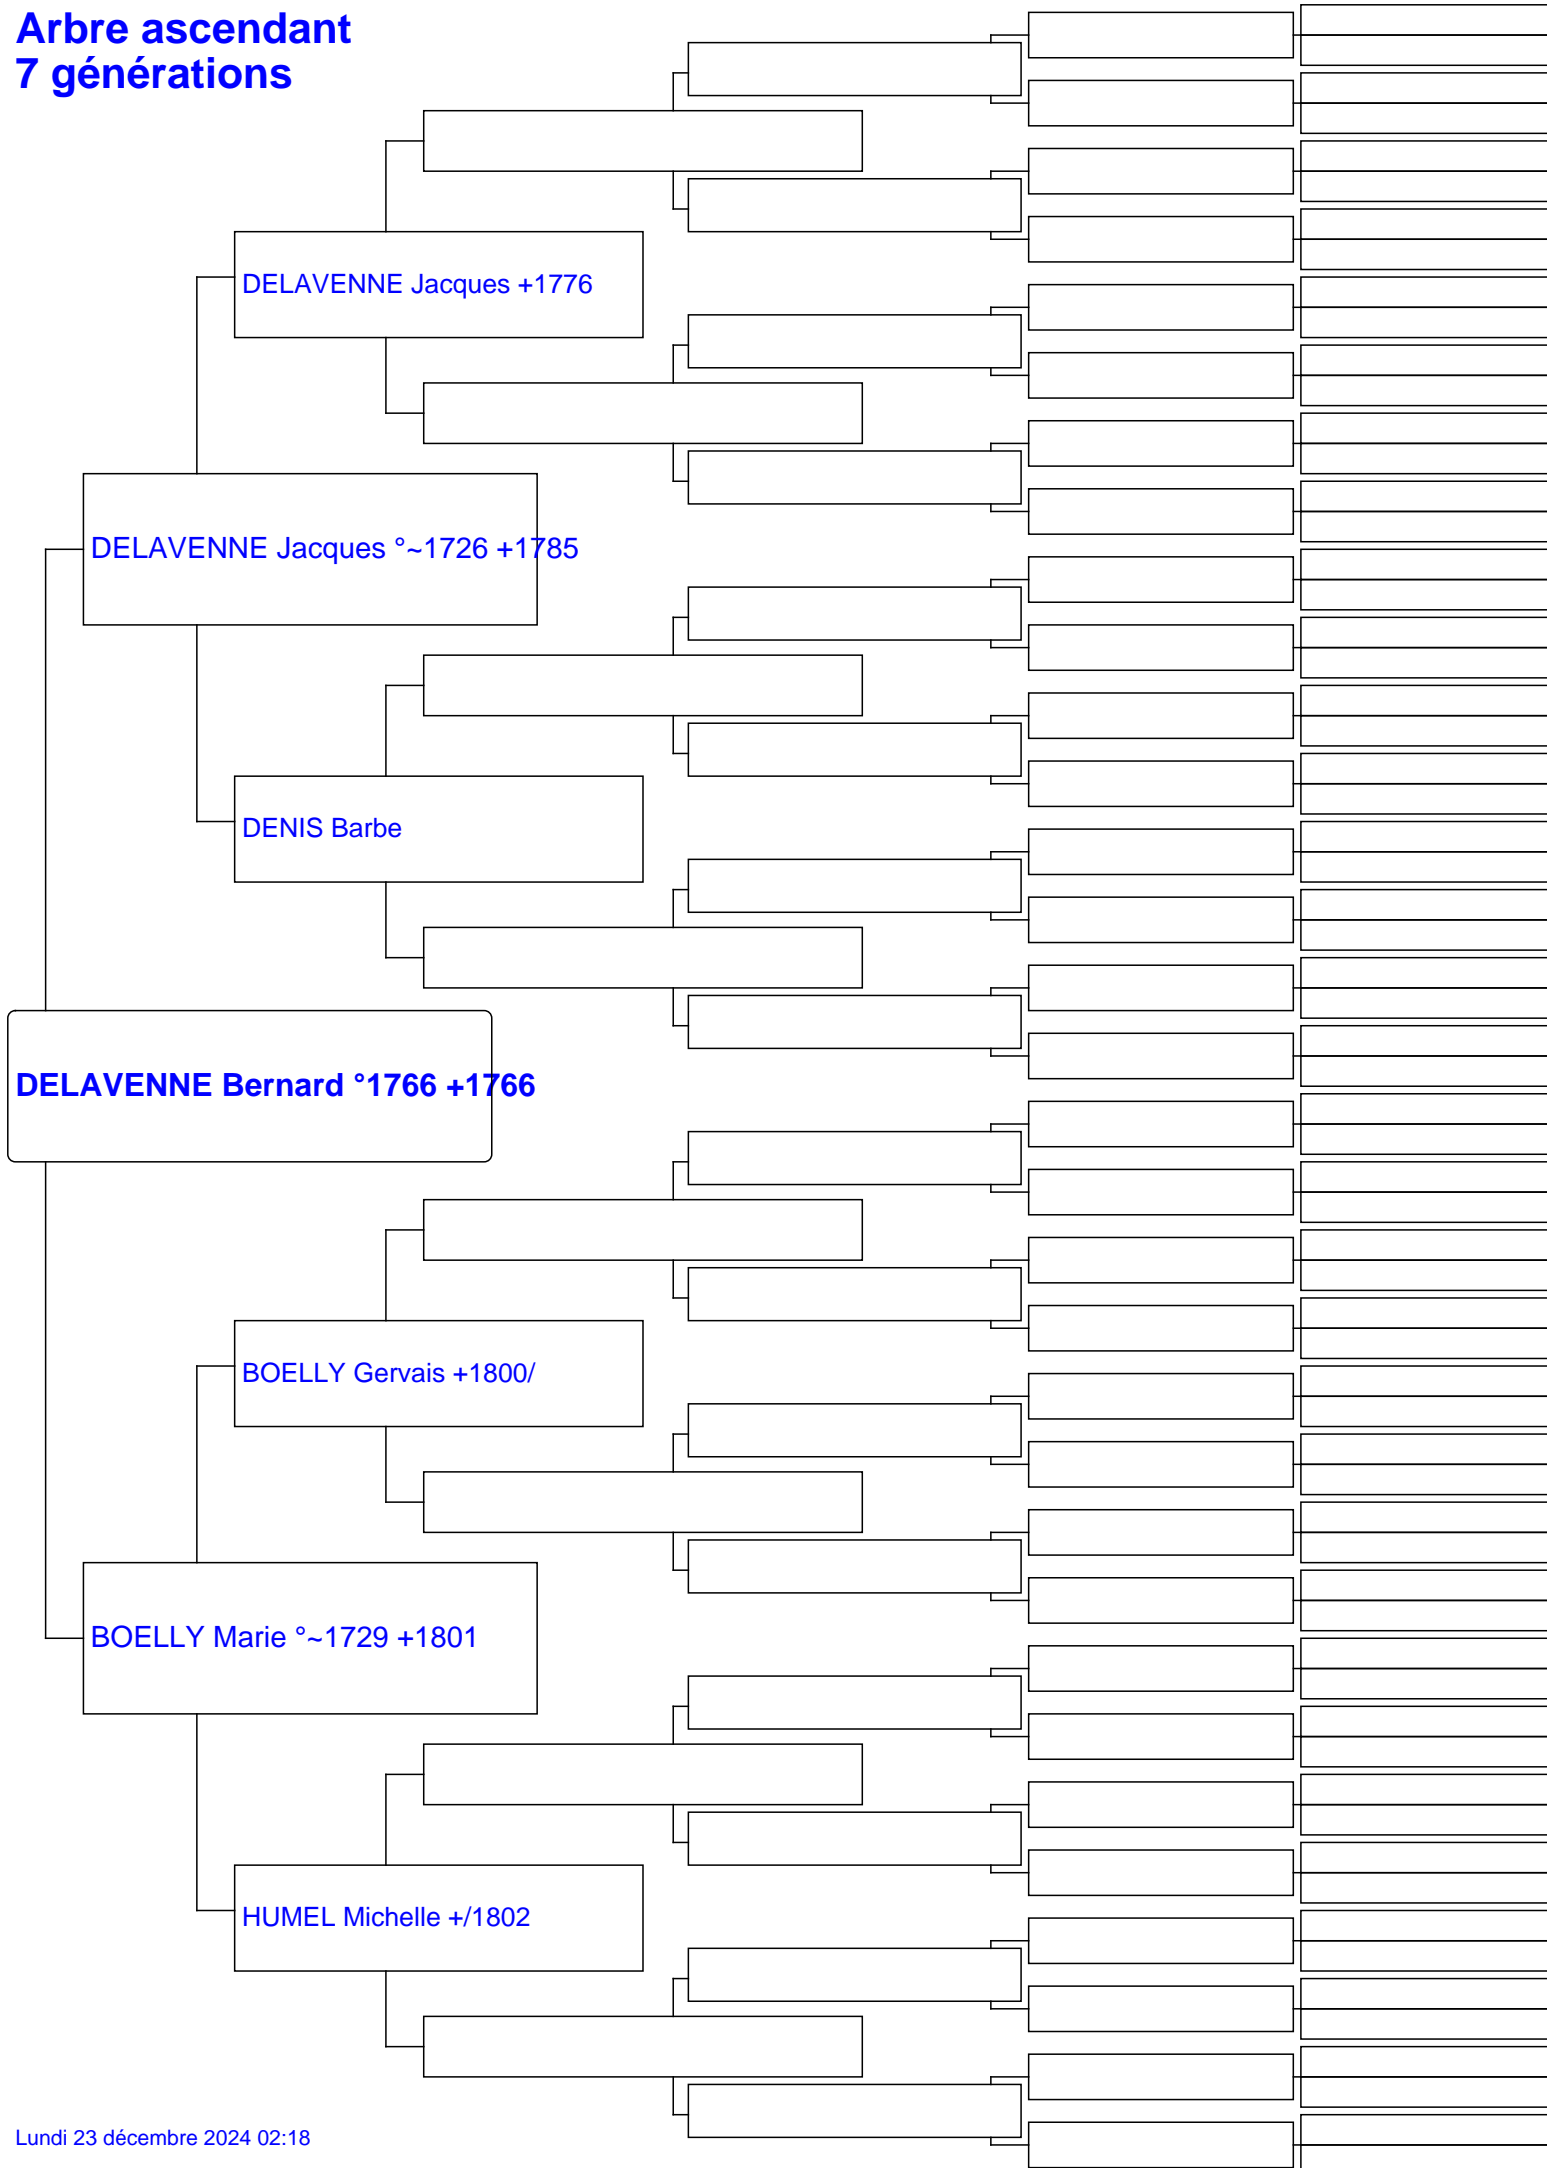 Arbre ascendant
7 générations
DELAVENNE Jacques +1776
DELAVENNE Jacques °~1726 +1785
DENIS Barbe
DELAVENNE Bernard °1766 +1766
BOELLY Gervais +1800/
BOELLY Marie °~1729 +1801
HUMEL Michelle +/1802
Lundi 23 décembre 2024 02:18